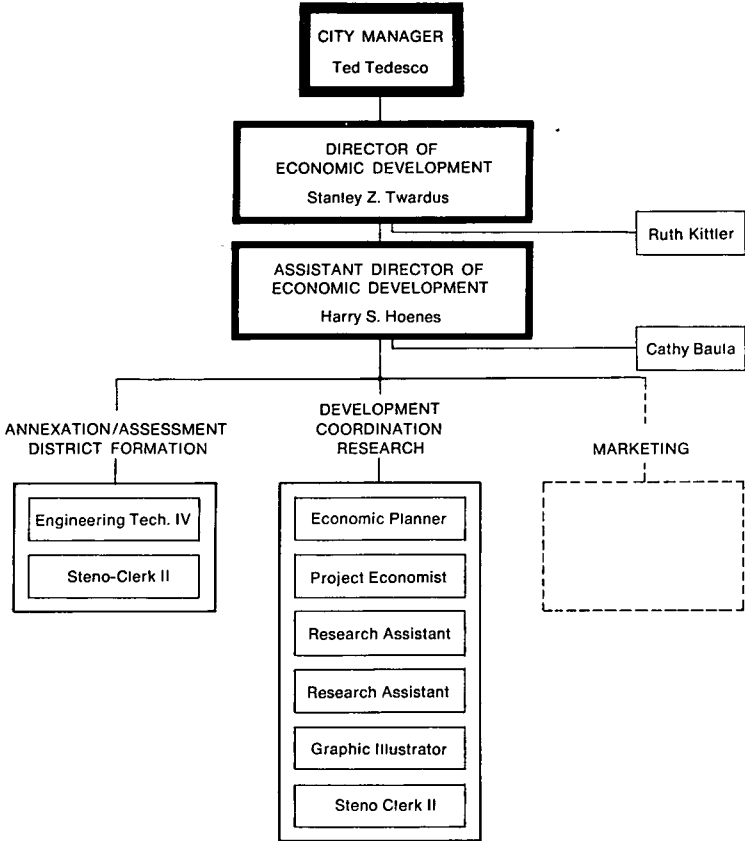 CITY MANAGER
Ted Tedesco
DIRECTOR OF
ECONOMIC DEVELOPMENT
Stanley Z. Twardus
Ruth Kittler
ASSISTANT DIRECTOR OF
ECONOMIC DEVELOPMENT
Harry S. Hoenes
Cathy Baula
ANNEXATION/ASSESSMENT
DISTRICT FORMATION
Engineering Tech. IV
Steno-Clerk II
DEVELOPMENT
COORDINATION
RESEARCH
Economic Planner
Project Economist
Research Assistant
Research Assistant
Graphic Illustrator
Steno Clerk II
MARKETING